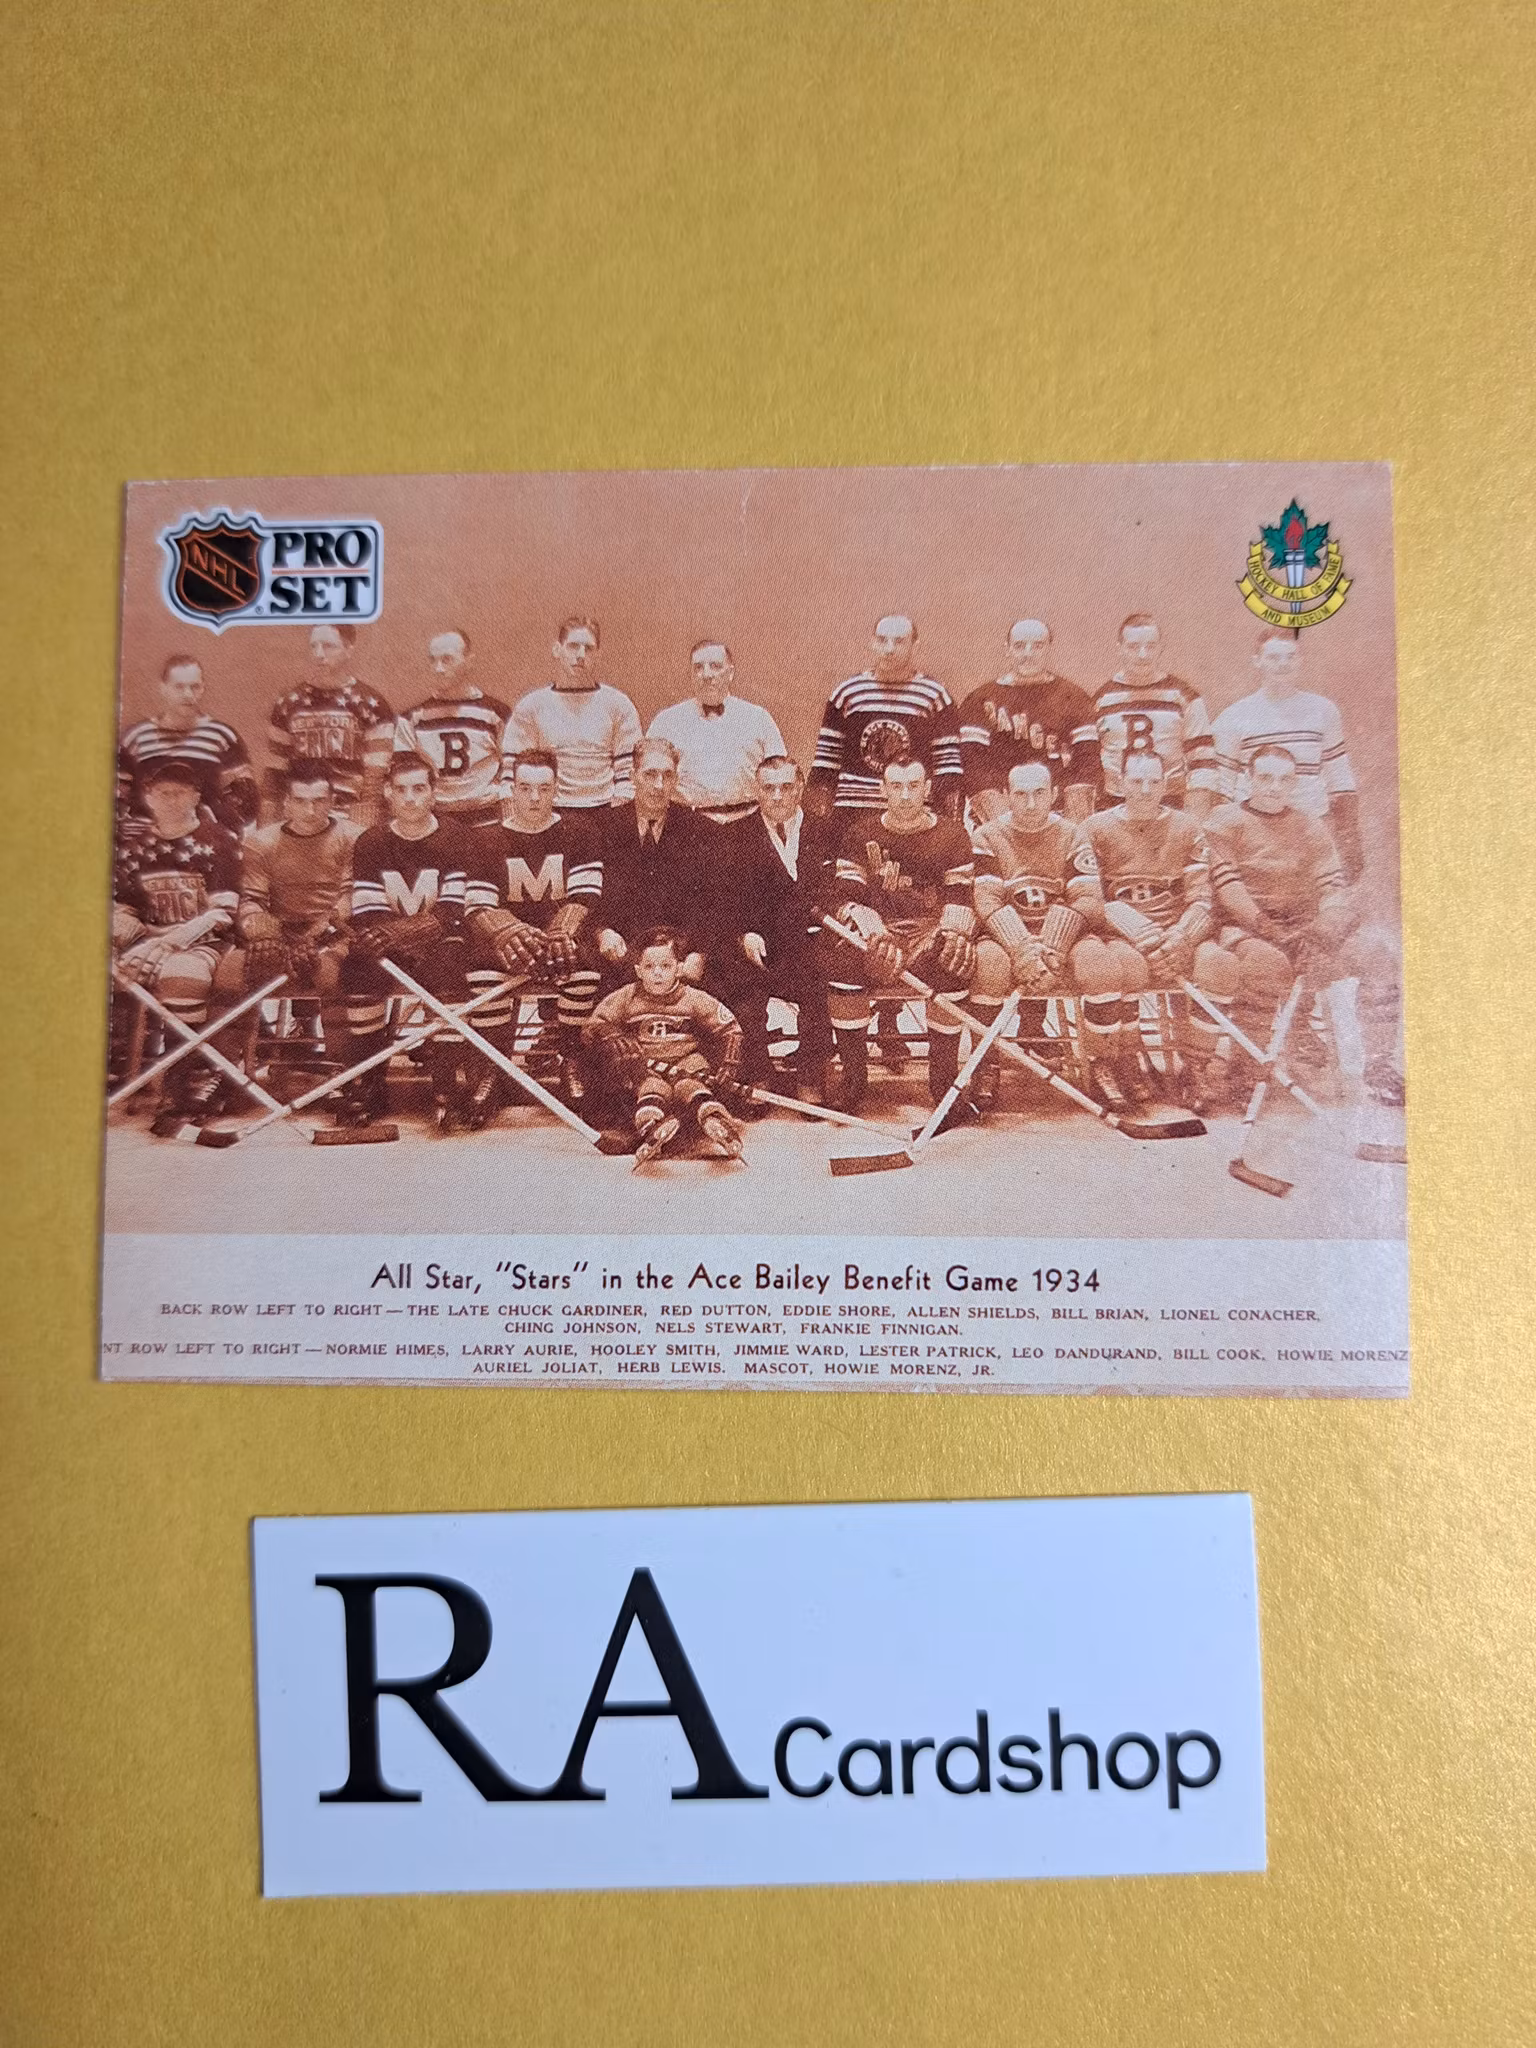 NHL
PRO
SET
HOCKEY HALL OF FAME
AND MUSEUM
All Star, "Stars" in the Ace Bailey Benefit Game 1934
BACK ROW LEFT TO RIGHT — THE LATE CHUCK GARDINER, RED DUTTON, EDDIE SHORE, ALLEN SHIELDS, BILL BRIAN, LIONEL CONACHER,
CHING JOHNSON, NELS STEWART, FRANKIE FINNIGAN.
NT ROW LEFT TO RIGHT — NORMIE HIMES, LARRY AURIE, HOOLEY SMITH, JIMMIE WARD, LESTER PATRICK, LEO DANDURAND, BILL COOK, HOWIE MORENZ
AURIEL JOLIAT, HERB LEWIS. MASCOT, HOWIE MORENZ, JR.
RA Cardshop
B
B
M
M
H
H
H